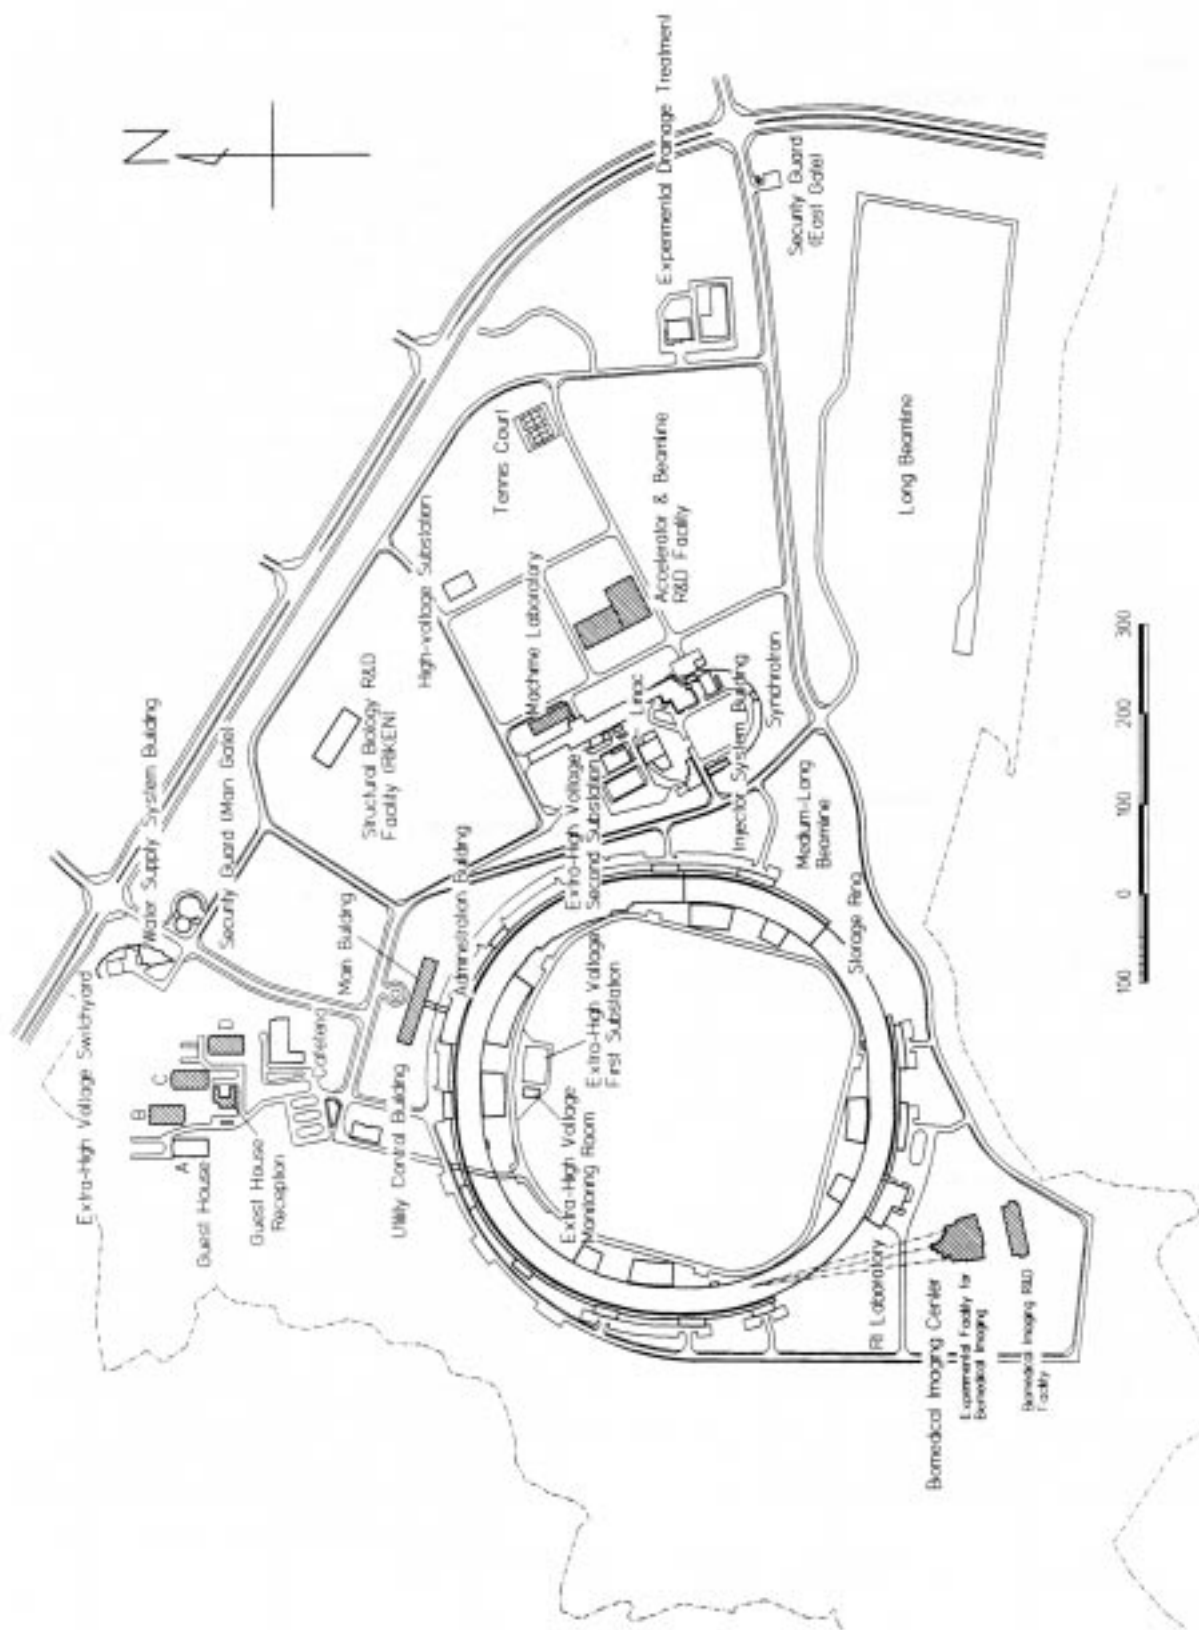 N
Extra-High Voltage Switchyard
Water Supply System Building
Security Guard (Main Gate)
A
B
C
D
Guest House
Guest House
Reception
Cafeteria
Main Building
Utility Control Building
Administration Building
Structural Biology R&D
Facility (RIKEN)
High-voltage Substation
Tennis Court
Machine Laboratory
Accelerator & Beamline
R&D Facility
Experimental Drainage Treatment
Security Guard
(East Gate)
Extra-High Voltage
Monitoring Room
Extra-High Voltage
First Substation
Extra-High Voltage
Second Substation
Linac
Injector System Building
Synchrotron
Medium-Long
Beamline
Storage Ring
Long Beamline
RI Laboratory
Biomedical Imaging Center
Experimental Facility for
Biomedical Imaging
Biomedical Imaging R&D
Facility
100 0 100 200 300